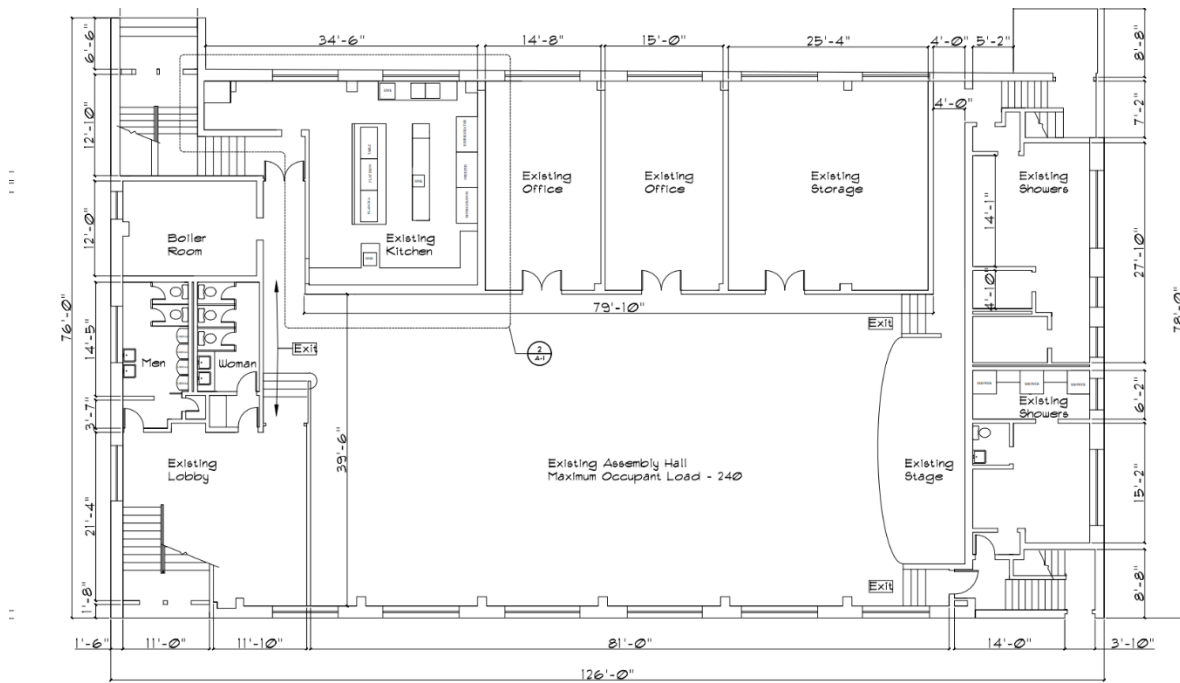 34'-6"
14'-8"
15'-0"
25'-4"
4'-0"
5'-2"
6'-6"
8'-8"
12'-10"
4'-0"
7'-2"
Existing
Office
Existing
Office
Existing
Storage
Existing
Showers
14'-1"
27'-10"
12'-0"
Boiler
Room
Existing
Kitchen
4'-10"
79'-10"
76'-0"
78'-0"
Exit
14'-5"
Exit
2
A-1
Men
Woman
6'-2"
Existing
Showers
3'-7"
39'-6"
Existing
Lobby
Existing Assembly Hall
Maximum Occupant Load - 240
Existing
Stage
15'-2"
21'-4"
Exit
8'-8"
1'-8"
1'-6"
11'-0"
11'-10"
81'-0"
14'-0"
3'-10"
126'-0"